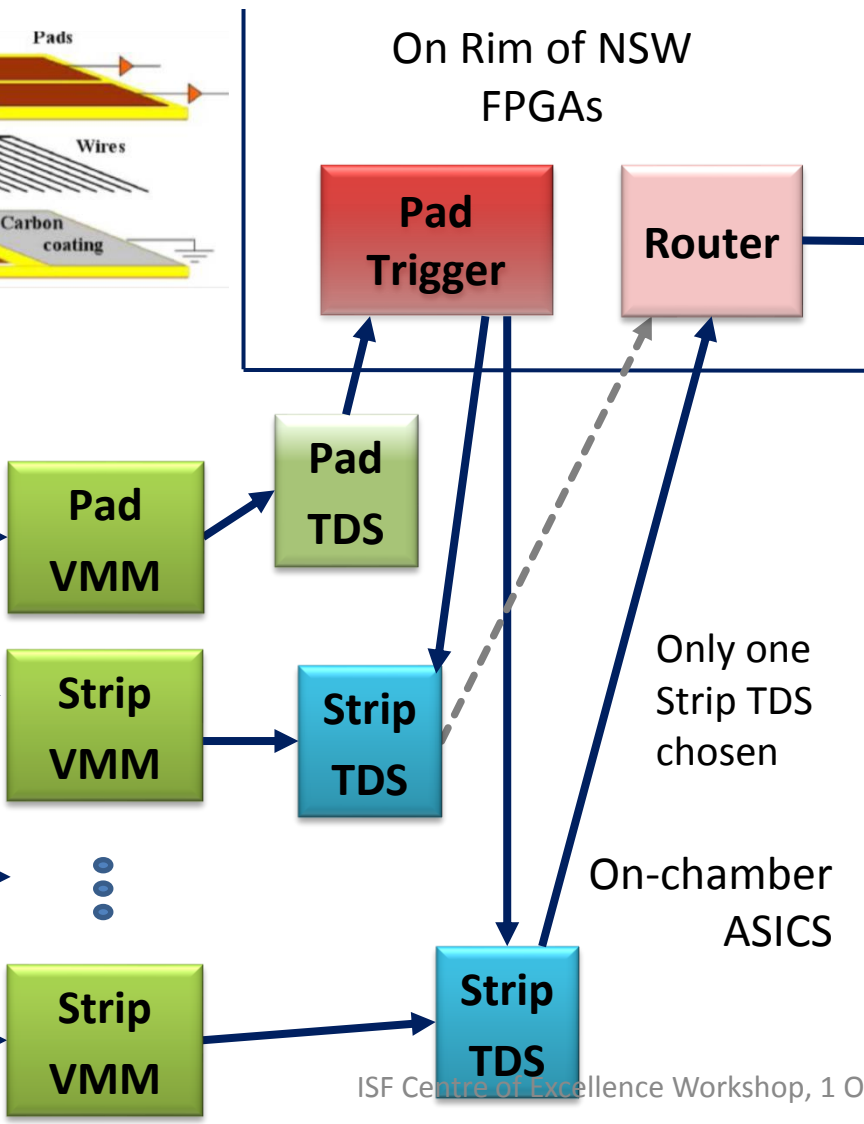 Pads
Wires
Carbon
coating
On Rim of NSW
FPGAs
Pad
Trigger
Router
Pad
TDS
Pad
VMM
Strip
VMM
Strip
TDS
Only one
Strip TDS
chosen
On-chamber
ASICS
Strip
VMM
Strip
TDS
ISF Centre of Excellence Workshop, 1 O